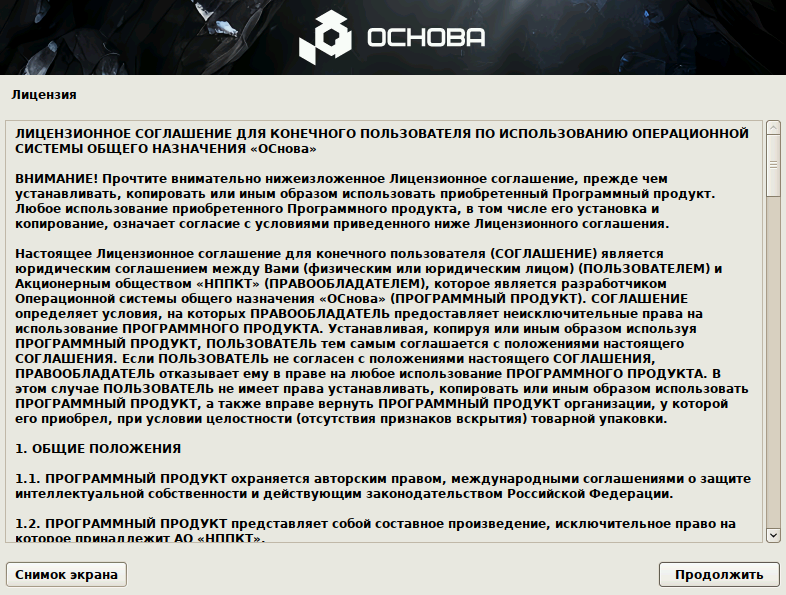 ОСНОВА
Лицензия
ЛИЦЕНЗИОННОЕ СОГЛАШЕНИЕ ДЛЯ КОНЕЧНОГО ПОЛЬЗОВАТЕЛЯ ПО ИСПОЛЬЗОВАНИЮ ОПЕРАЦИОННОЙ
СИСТЕМЫ ОБЩЕГО НАЗНАЧЕНИЯ «ОСнова»
ВНИМАНИЕ! Прочтите внимательно нижеизложенное Лицензионное соглашение, прежде чем
устанавливать, копировать или иным образом использовать приобретенный Программный продукт.
Любое использование приобретенного Программного продукта, в том числе его установка и
копирование, означает согласие с условиями приведенного ниже Лицензионного соглашения.
Настоящее Лицензионное соглашение для конечного пользователя (СОГЛАШЕНИЕ) является
юридическим соглашением между Вами (физическим или юридическим лицом) (ПОЛЬЗОВАТЕЛЕМ) и
Акционерным обществом «НППКТ» (ПРАВООБЛАДАТЕЛЕМ), которое является разработчиком
Операционной системы общего назначения «ОСнова» (ПРОГРАММНЫЙ ПРОДУКТ). СОГЛАШЕНИЕ
определяет условия, на которых ПРАВООБЛАДАТЕЛЬ предоставляет неисключительные права на
использование ПРОГРАММНОГО ПРОДУКТА. Устанавливая, копируя или иным образом используя
ПРОГРАММНЫЙ ПРОДУКТ, ПОЛЬЗОВАТЕЛЬ тем самым соглашается с положениями настоящего
СОГЛАШЕНИЯ. Если ПОЛЬЗОВАТЕЛЬ не согласен с положениями настоящего СОГЛАШЕНИЯ,
ПРАВООБЛАДАТЕЛЬ отказывает ему в праве на любое использование ПРОГРАММНОГО ПРОДУКТА. В
этом случае ПОЛЬЗОВАТЕЛЬ не имеет права устанавливать, копировать или иным образом использовать
ПРОГРАММНЫЙ ПРОДУКТ, а также вправе вернуть ПРОГРАММНЫЙ ПРОДУКТ организации, у которой
его приобрел, при условии целостности (отсутствия признаков вскрытия) товарной упаковки.
1. ОБЩИЕ ПОЛОЖЕНИЯ
1.1. ПРОГРАММНЫЙ ПРОДУКТ охраняется авторским правом, международными соглашениями о защите
интеллектуальной собственности и действующим законодательством Российской Федерации.
1.2. ПРОГРАММНЫЙ ПРОДУКТ представляет собой составное произведение, исключительное право на
которое принадлежит АО «НППКТ».
Снимок экрана
Продолжить